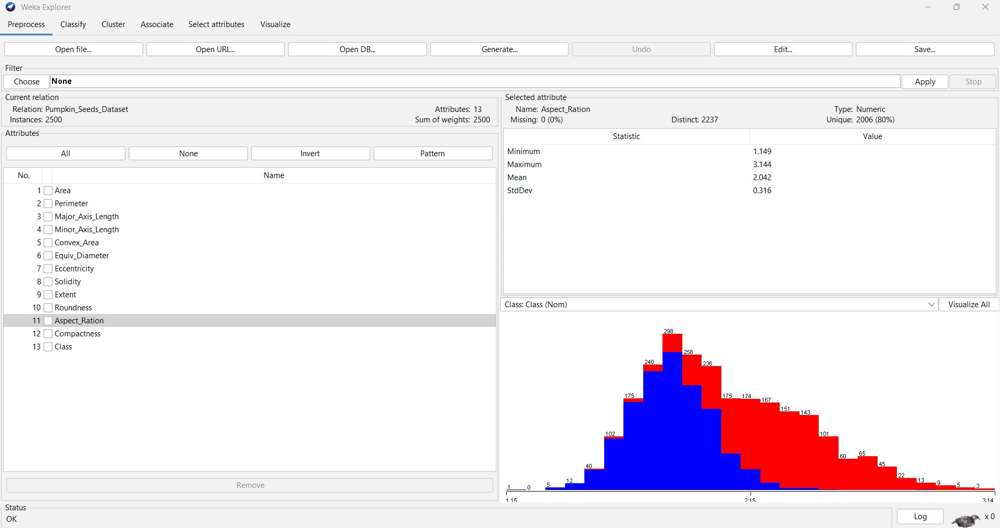 Weka Explorer
Preprocess Classify Cluster Associate Select attributes Visualize
Open file... Open URL... Open DB... Generate... Undo Edit... Save...
Filter
Choose None Apply Stop
Current relation
Relation: Pumpkin_Seeds_Dataset Attributes: 13
Instances: 2500 Sum of weights: 2500
Attributes
All None Invert Pattern
No. Name
1 Area
2 Perimeter
3 Major_Axis_Length
4 Minor_Axis_Length
5 Convex_Area
6 Equiv_Diameter
7 Eccentricity
8 Solidity
9 Extent
10 Roundness
11 Aspect_Ration
12 Compactness
13 Class
Remove
Selected attribute
Name: Aspect_Ration Type: Numeric
Missing: 0 (0%) Distinct: 2237 Unique: 2006 (80%)
Statistic Value
Minimum 1.149
Maximum 3.144
Mean 2.042
StdDev 0.316
Class: Class (Nom) Visualize All
1 0 5 12 40 102 175 240 298 258 236 175 174 167 151 143 101 60 65 45 22 13 9 5 3
1.15 2.15 3.14
Status
OK Log x 0